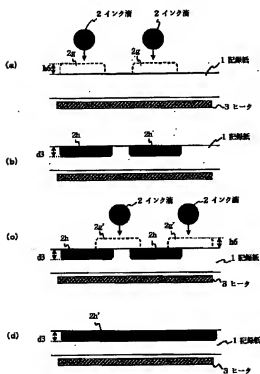 2 インク滴 2 インク滴
2g 2g
(a) h5 1 記録紙
3 ヒータ
2h 2h 1 記録紙
(b) d3
2 インク滴 2 インク滴
2h 2g' 2h 2g'
(c) d3 h5
1 記録紙
3 ヒータ
2h'
(d) d3
1 記録紙
3 ヒータ